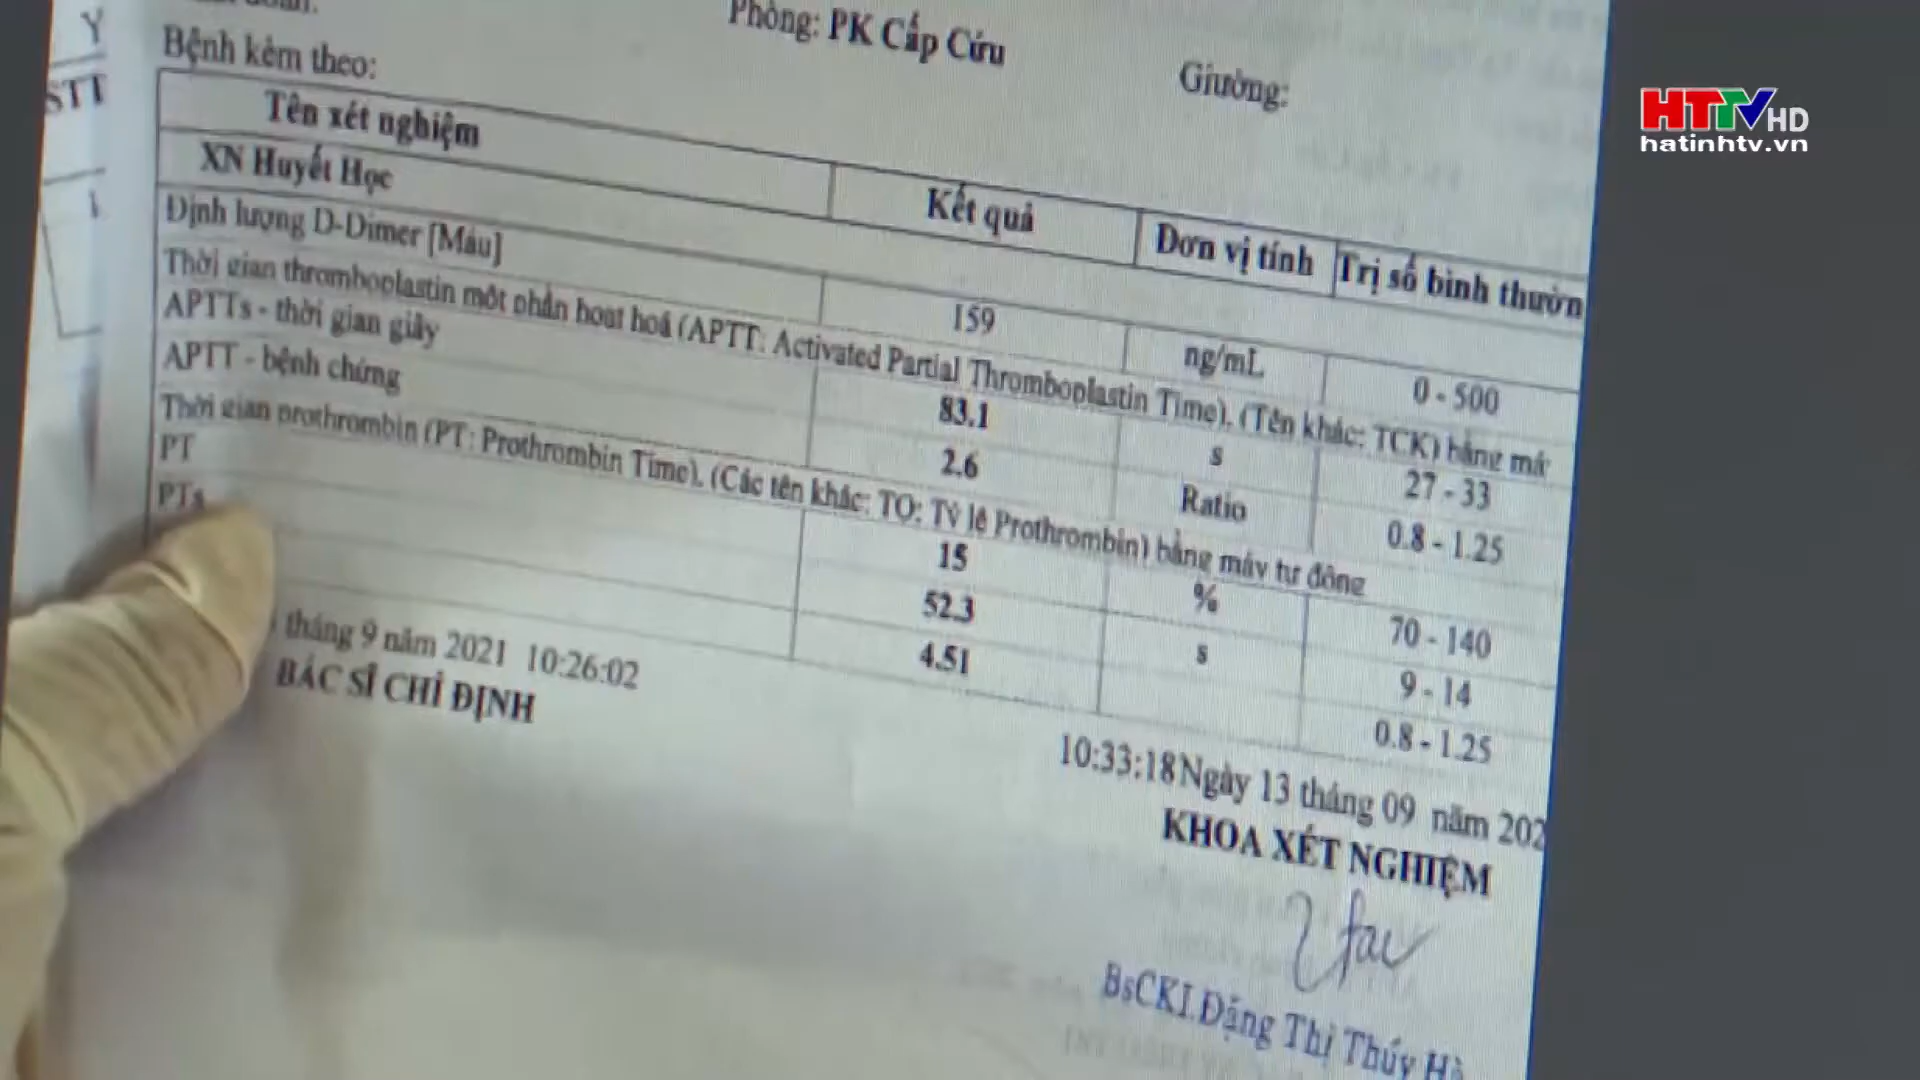 Phòng: PK Cấp Cứu
Bệnh kèm theo:
Giường:
HTTV HD
hatinhtv.vn
Y
STT
Tên xét nghiệm
Kết quả
Đơn vị tính
Trị số bình thườn
XN Huyết Học
Định lượng D-Dimer [Máu] 159 ng/mL 0 - 500
Thời gian thromboplastin một phần hoạt hoá (APTT: Activated Partial Thromboplastin Time), (Tên khác: TCK) bằng má
APTTs - thời gian giây 83.1 s 27 - 33
APTT - bệnh chứng 2.6 Ratio 0.8 - 1.25
Thời gian prothrombin (PT: Prothrombin Time), (Các tên khác: TQ; Tỷ lệ Prothrombin) bằng máy tự động
PT 15 % 70 - 140
PTs 52.3 s 9 - 14
4.51 0.8 - 1.25
tháng 9 năm 2021 10:26:02
BÁC SĨ CHỈ ĐỊNH
10:33:18 Ngày 13 tháng 09 năm 202
KHOA XÉT NGHIỆM
BsCKI.Đặng Thị Thúy H